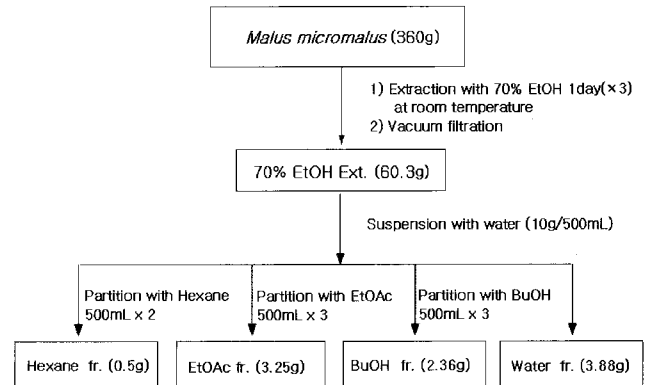 Malus micromalus (360g)
1) Extraction with 70% EtOH 1day(×3)
at room temperature
2) Vacuum filtration
70% EtOH Ext. (60.3g)
Suspension with water (10g/500mL)
Partition with Hexane
500mL × 2
Partition with EtOAc
500mL × 3
Partition with BuOH
500mL × 3
Hexane fr. (0.5g)
EtOAc fr. (3.25g)
BuOH fr. (2.36g)
Water fr. (3.88g)